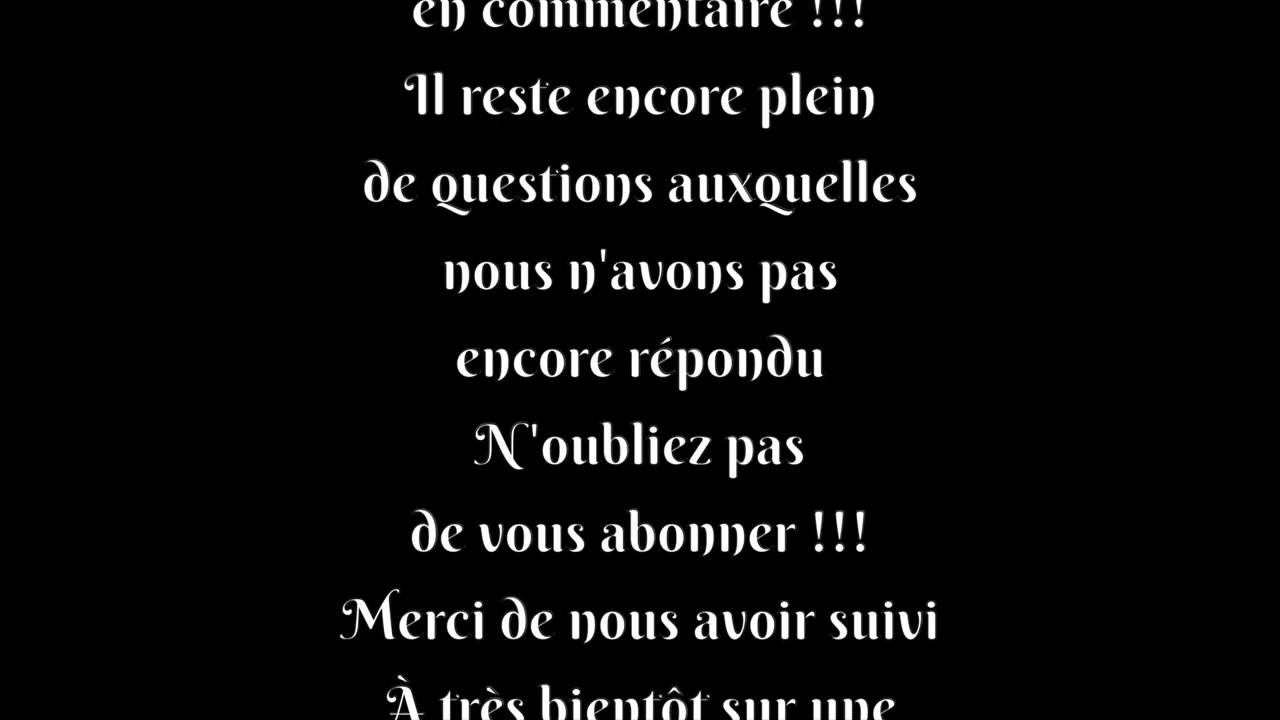 en commentaire !!!
Il reste encore plein
de questions auxquelles
nous n'avons pas
encore répondu
N'oubliez pas
de vous abonner !!!
Merci de nous avoir suivi
À très bientôt sur une